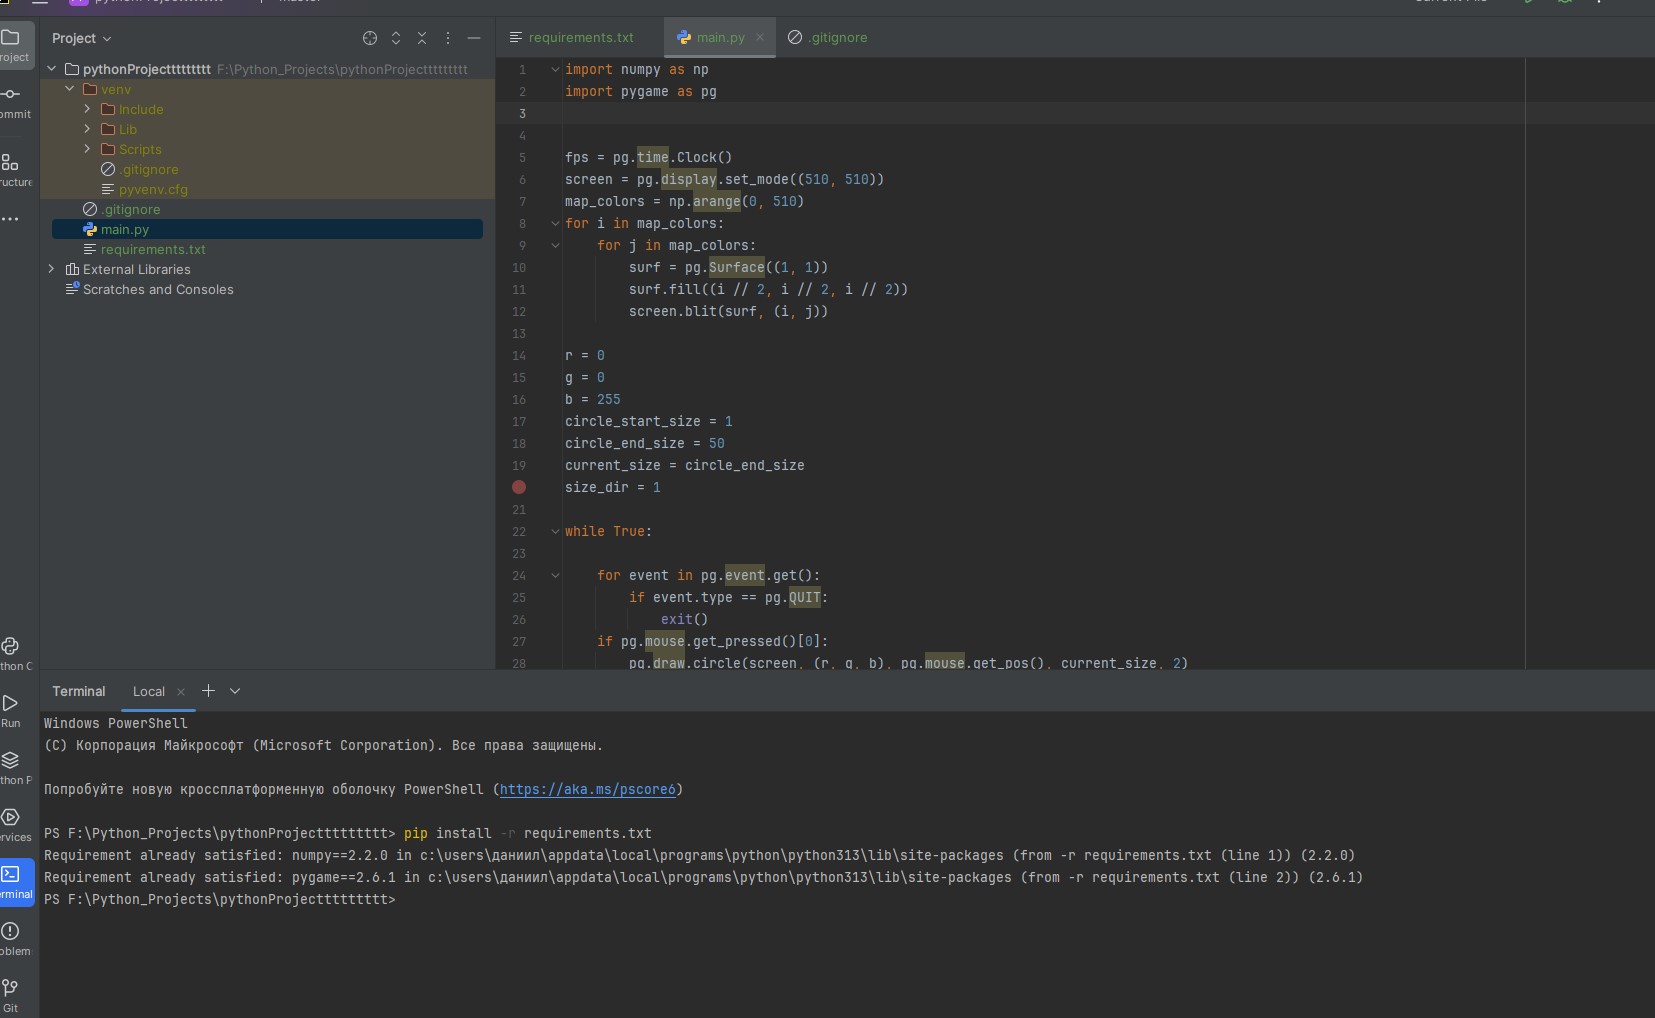 Project
requirements.txt
main.py
.gitignore
pythonProjecttttttttt F:\Python_Projects\pythonProjecttttttttt
venv
Include
Lib
Scripts
.gitignore
pyvenv.cfg
.gitignore
main.py
requirements.txt
External Libraries
Scratches and Consoles
1 import numpy as np
2 import pygame as pg
3
4
5 fps = pg.time.Clock()
6 screen = pg.display.set_mode((510, 510))
7 map_colors = np.arange(0, 510)
8 for i in map_colors:
9 for j in map_colors:
10 surf = pg.Surface((1, 1))
11 surf.fill((i // 2, i // 2, i // 2))
12 screen.blit(surf, (i, j))
13
14 r = 0
15 g = 0
16 b = 255
17 circle_start_size = 1
18 circle_end_size = 50
19 current_size = circle_end_size
size_dir = 1
21
22 while True:
23
24 for event in pg.event.get():
25 if event.type == pg.QUIT:
26 exit()
27 if pg.mouse.get_pressed()[0]:
28 pg.draw.circle(screen, (r, g, b), pg.mouse.get_pos(), current_size, 2)
roject
ommit
ructure
thon C
Run
thon P
ervices
erminal
oblem
Git
Terminal Local
Windows PowerShell
(C) Корпорация Майкрософт (Microsoft Corporation). Все права защищены.
Попробуйте новую кроссплатформенную оболочку PowerShell (https://aka.ms/pscore6)
PS F:\Python_Projects\pythonProjecttttttttt> pip install -r requirements.txt
Requirement already satisfied: numpy==2.2.0 in c:\users\даниил\appdata\local\programs\python\python313\lib\site-packages (from -r requirements.txt (line 1)) (2.2.0)
Requirement already satisfied: pygame==2.6.1 in c:\users\даниил\appdata\local\programs\python\python313\lib\site-packages (from -r requirements.txt (line 2)) (2.6.1)
PS F:\Python_Projects\pythonProjecttttttttt>